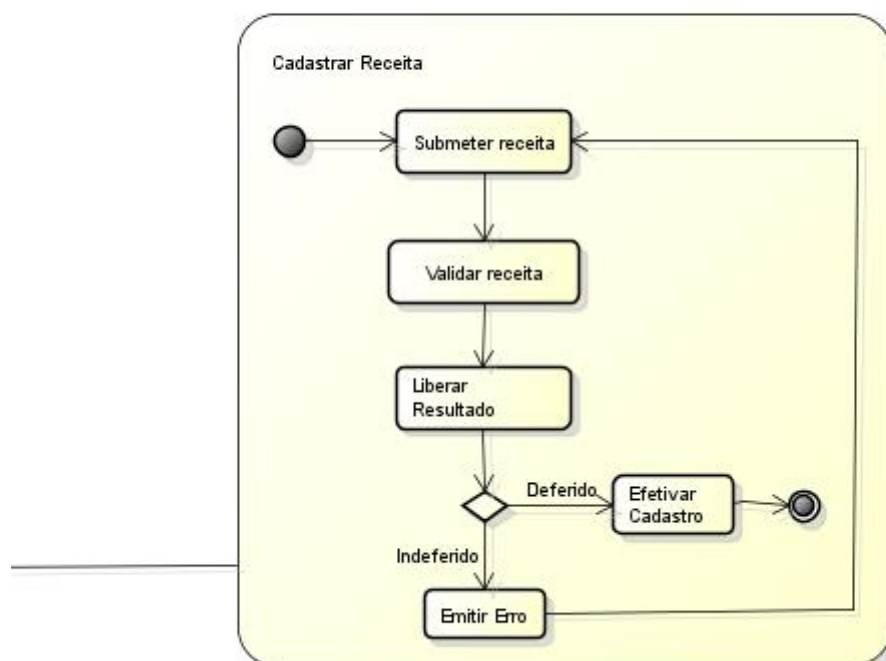 Cadastrar Receita
Submeter receita
Validar receita
Liberar
Resultado
Deferido
Efetivar
Cadastro
Indeferido
Emitir Erro